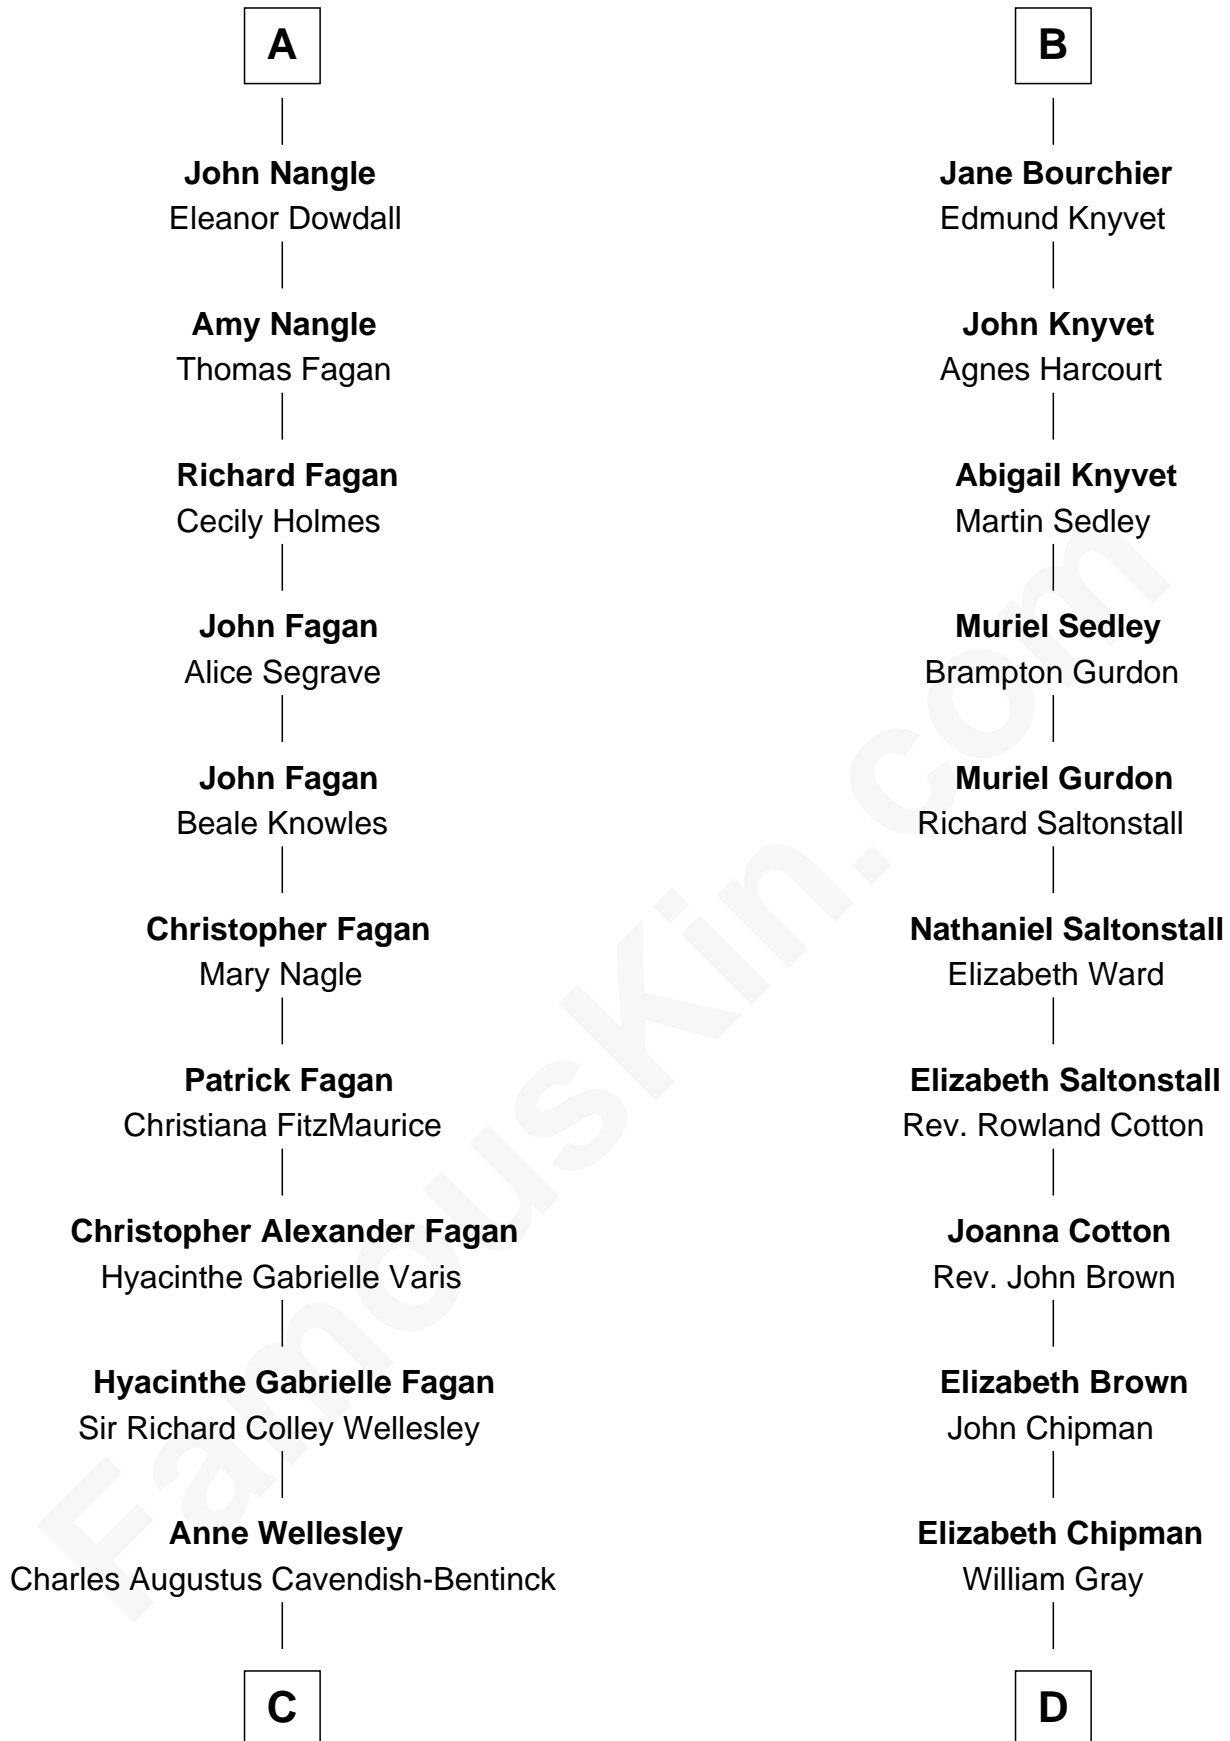 A
John Nangle
Eleanor Dowdall
Amy Nangle
Thomas Fagan
Richard Fagan
Cecily Holmes
John Fagan
Alice Segrave
John Fagan
Beale Knowles
Christopher Fagan
Mary Nagle
Patrick Fagan
Christiana FitzMaurice
Christopher Alexander Fagan
Hyacinthe Gabrielle Varis
Hyacinthe Gabrielle Fagan
Sir Richard Colley Wellesley
Anne Wellesley
Charles Augustus Cavendish-Bentinck
C
B
Jane Bourchier
Edmund Knyvet
John Knyvet
Agnes Harcourt
Abigail Knyvet
Martin Sedley
Muriel Sedley
Brampton Gurdon
Muriel Gurdon
Richard Saltonstall
Nathaniel Saltonstall
Elizabeth Ward
Elizabeth Saltonstall
Rev. Rowland Cotton
Joanna Cotton
Rev. John Brown
Elizabeth Brown
John Chipman
Elizabeth Chipman
William Gray
D
FamousKin.com